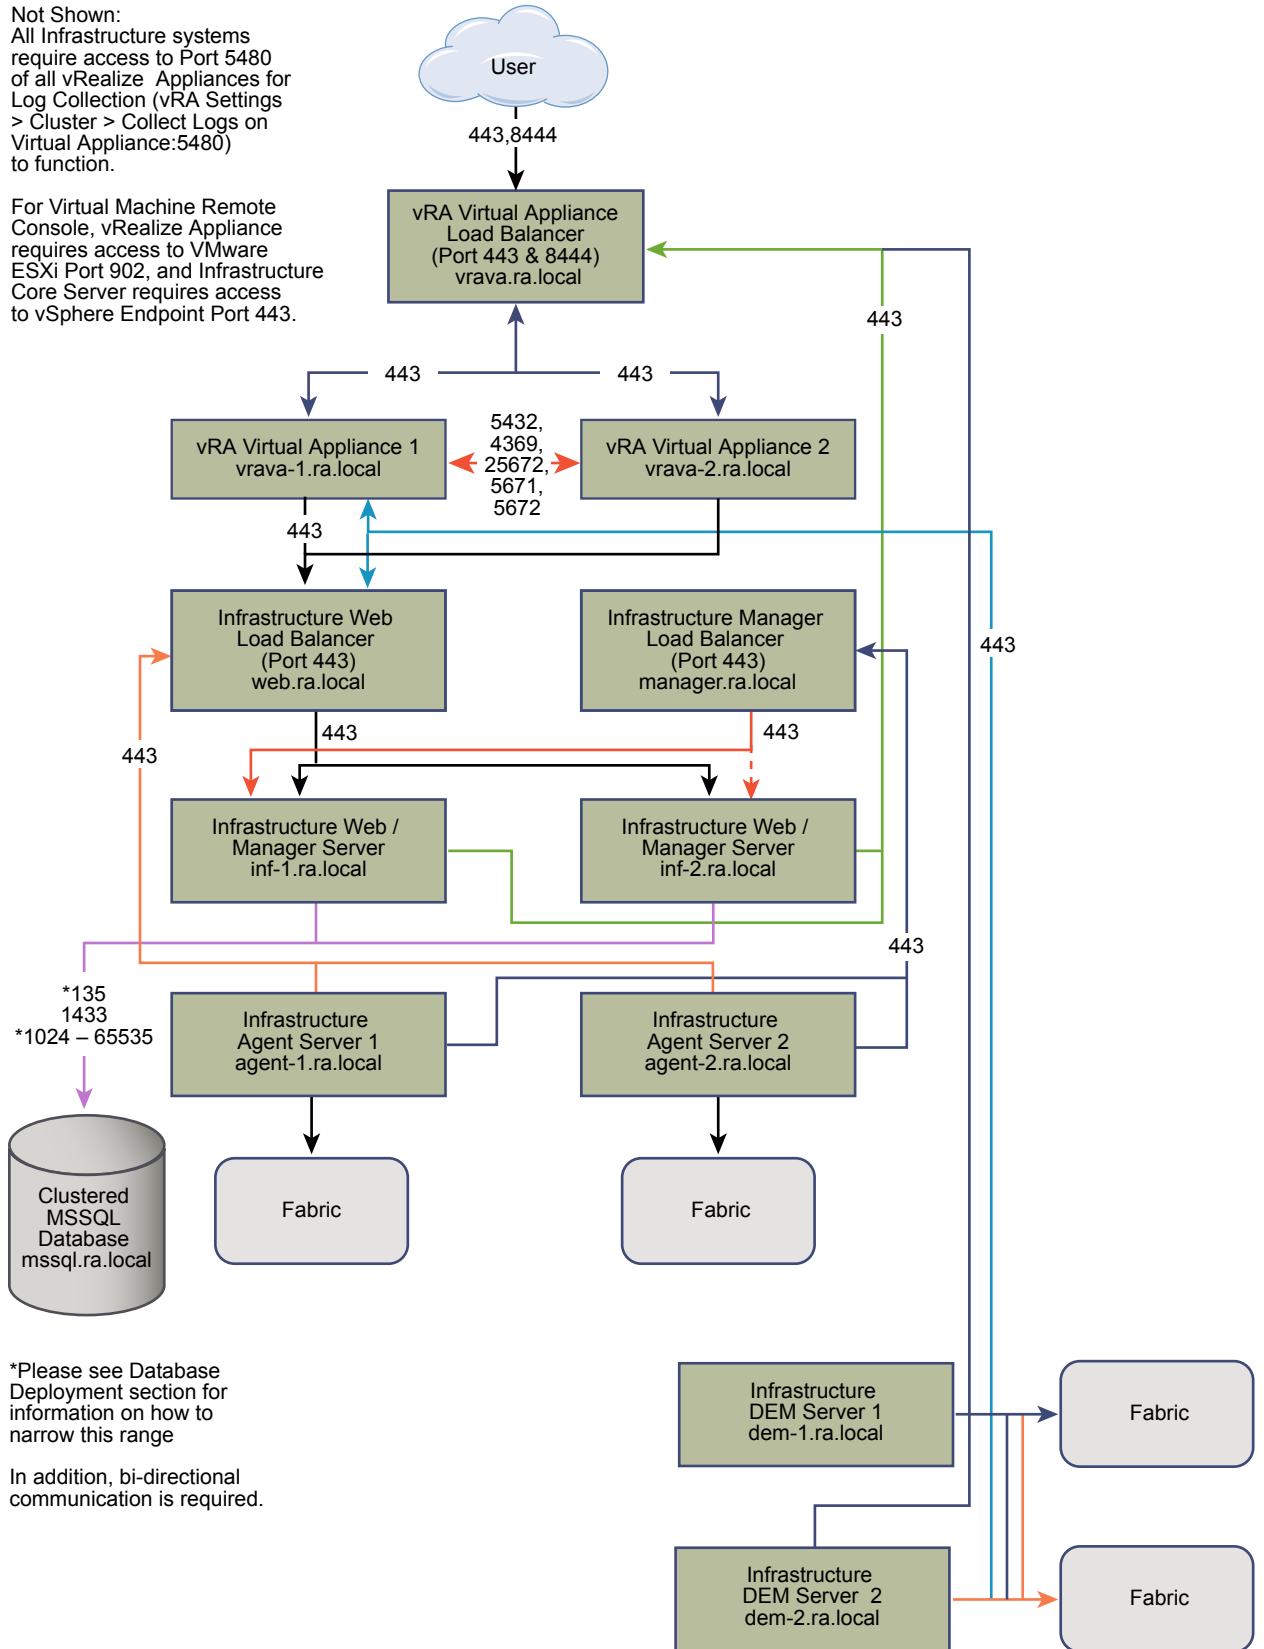 Not Shown:
All Infrastructure systems
require access to Port 5480
of all vRealize Appliances for
Log Collection (vRA Settings
> Cluster > Collect Logs on
Virtual Appliance:5480)
to function.
For Virtual Machine Remote
Console, vRealize Appliance
requires access to VMware
ESXi Port 902, and Infrastructure
Core Server requires access
to vSphere Endpoint Port 443.
User
443,8444
vRA Virtual Appliance
Load Balancer
(Port 443 & 8444)
vrava.ra.local
443
443
443
vRA Virtual Appliance 1
vrava-1.ra.local
5432,
4369,
25672,
5671,
5672
vRA Virtual Appliance 2
vrava-2.ra.local
443
Infrastructure Web
Load Balancer
(Port 443)
web.ra.local
Infrastructure Manager
Load Balancer
(Port 443)
manager.ra.local
443
443
443
443
Infrastructure Web /
Manager Server
inf-1.ra.local
Infrastructure Web /
Manager Server
inf-2.ra.local
443
*135
1433
*1024 – 65535
Infrastructure
Agent Server 1
agent-1.ra.local
Infrastructure
Agent Server 2
agent-2.ra.local
Clustered
MSSQL
Database
mssql.ra.local
Fabric
Fabric
*Please see Database
Deployment section for
information on how to
narrow this range
In addition, bi-directional
communication is required.
Infrastructure
DEM Server 1
dem-1.ra.local
Fabric
Infrastructure
DEM Server 2
dem-2.ra.local
Fabric